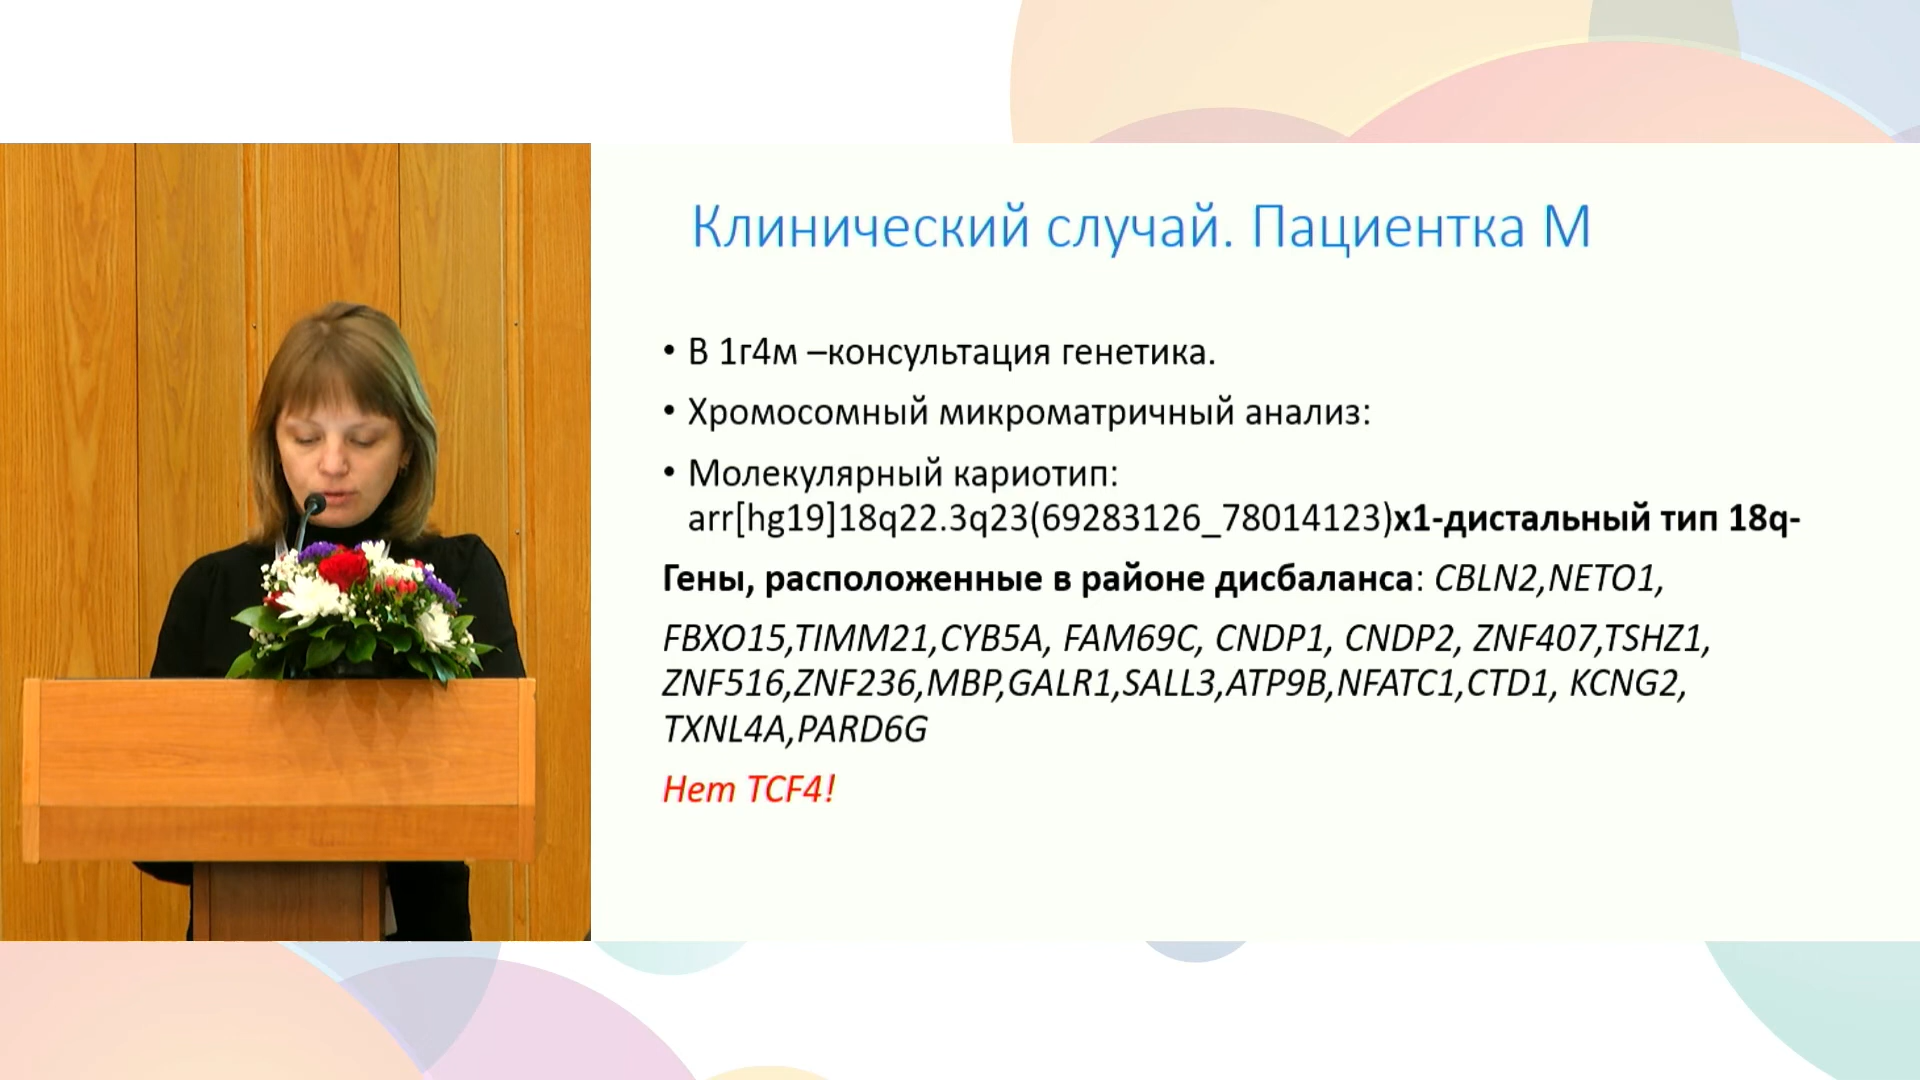 Клинический случай. Пациентка М
• В 1г4м –консультация генетика.
• Хромосомный микроматричный анализ:
• Молекулярный кариотип:
arr[hg19]18q22.3q23(69283126_78014123)x1-дистальный тип 18q-
Гены, расположенные в районе дисбаланса: CBLN2,NETO1,
FBXO15,TIMM21,CYB5A, FAM69C, CNDP1, CNDP2, ZNF407,TSHZ1,
ZNF516,ZNF236,MBP,GALR1,SALL3,ATP9B,NFATC1,CTD1, KCNG2,
TXNL4A,PARD6G
Нет TCF4!